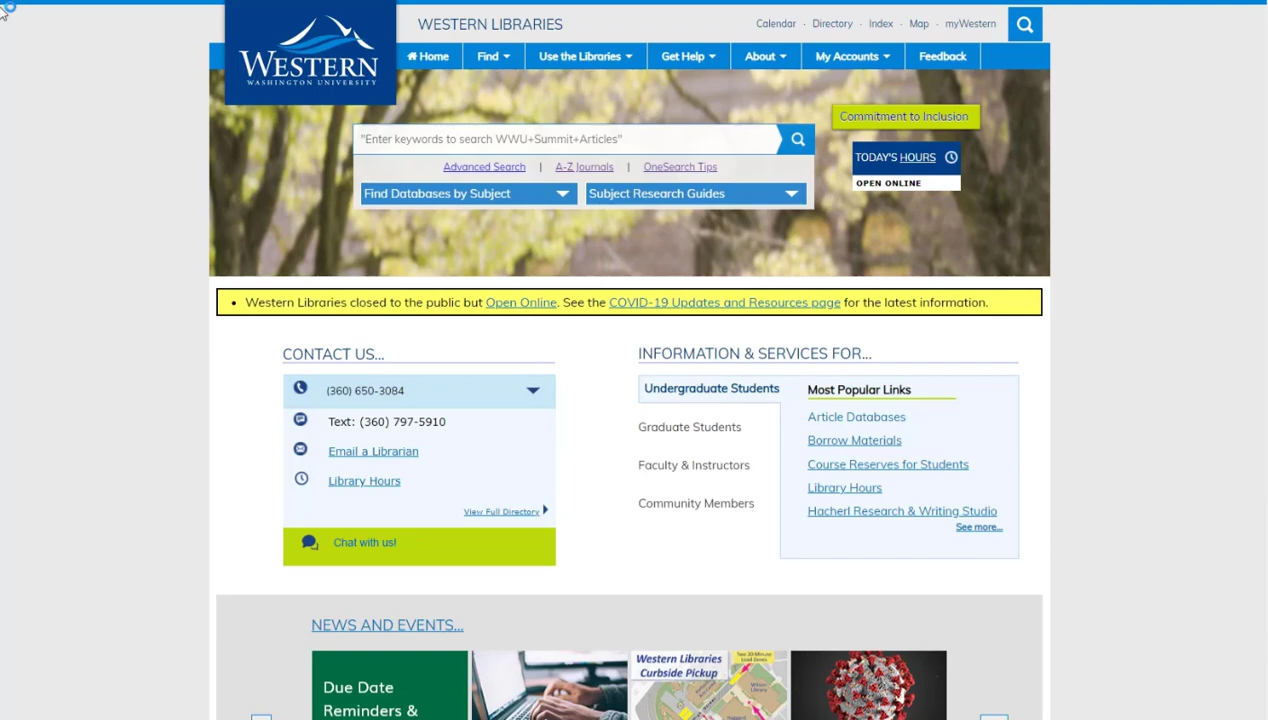 WESTERN
WASHINGTON UNIVERSITY
WESTERN LIBRARIES
Calendar · Directory · Index · Map · myWestern
Home Find Use the Libraries Get Help About My Accounts Feedback
"Enter keywords to search WWU+Summit+Articles"
Advanced Search | A-Z Journals | OneSearch Tips
Find Databases by Subject
Subject Research Guides
Commitment to Inclusion
TODAY'S HOURS
OPEN ONLINE
• Western Libraries closed to the public but Open Online. See the COVID-19 Updates and Resources page for the latest information.
CONTACT US...
(360) 650-3084
Text: (360) 797-5910
Email a Librarian
Library Hours
View Full Directory
Chat with us!
INFORMATION & SERVICES FOR...
Undergraduate Students
Graduate Students
Faculty & Instructors
Community Members
Most Popular Links
Article Databases
Borrow Materials
Course Reserves for Students
Library Hours
Hacherl Research & Writing Studio
See more...
NEWS AND EVENTS...
Due Date
Reminders &
Western Libraries
Curbside Pickup